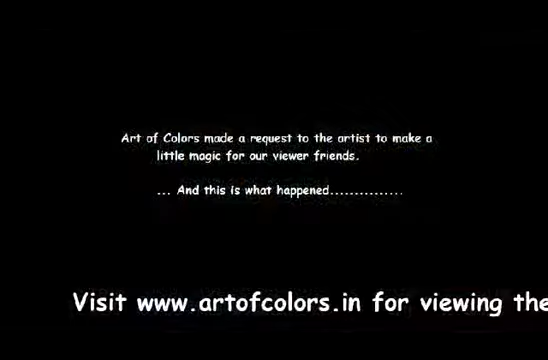 Art of Colors made a request to the artist to make a
little magic for our viewer friends.
... And this is what happened...............
Visit www.artofcolors.in for viewing the